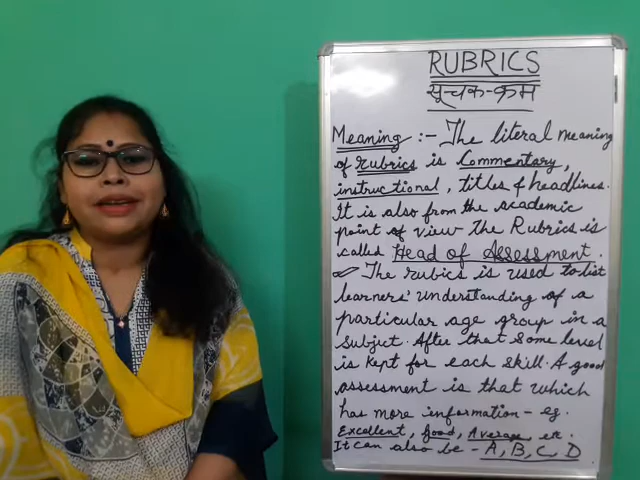 RUBRICS
सूचक-क्रम
Meaning :- The literal meaning
of rubrics is Commentary,
instructional, titles & headlines.
It is also from the academic
point of view the Rubrics is
called Head of Assessment.
The rubics is used to list
learners' understanding of a
particular age group in a
subject. After that some level
is kept for each skill. A good
assessment is that which
has more information - eg.
Excellent, good, Average etc.
It can also be - A, B, C, D